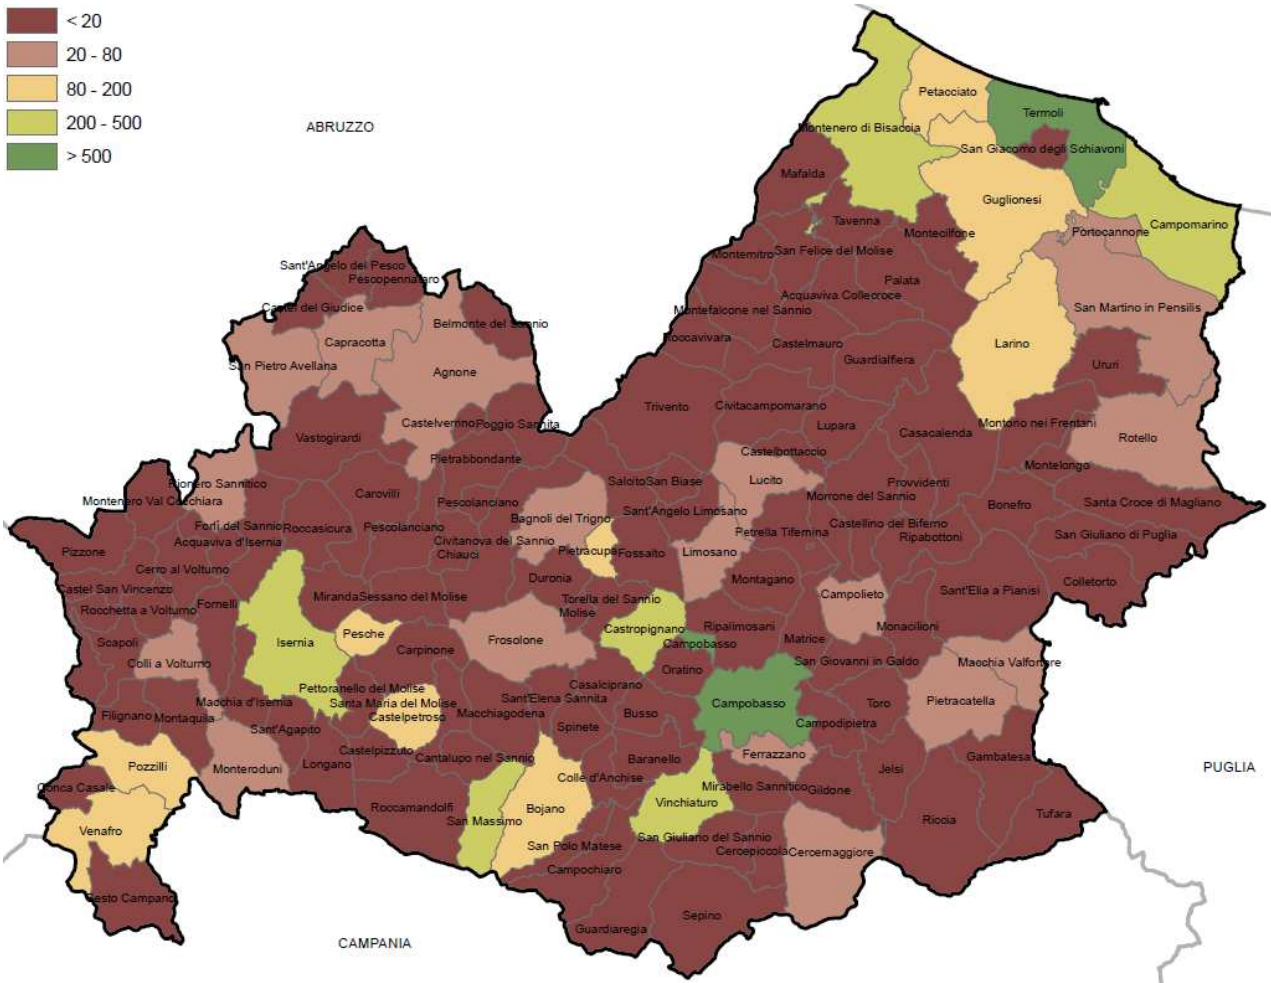 < 20
20 - 80
80 - 200
200 - 500
> 500
ABRUZZO
Petacciato
Termoli
Montenero di Bisaccia
San Giacomo degli Schiavoni
Mafalda
Guglionesi
Tavenna
Campomarino
Montecilfone
Portocannone
San Felice del Molise
Montemitro
Sant'Angelo del Pesco
Pescopennataro
Palata
Acquaviva Collecroce
Castel del Giudice
Montefalcone nel Sannio
San Martino in Pensilis
Belmonte del Sannio
Roccavivara
Capracotta
Castelmauro
Larino
Guardialfiera
San Pietro Avellana
Agnone
Ururi
Trivento
Civitacampomarano
Castelverrino
Poggio Sannita
Lupara
Montorio nei Frentani
Casacalenda
Rotello
Vastogirardi
Castelbottaccio
Pietrabbondante
Montelongo
Rionero Sannitico
Lucito
Salcito
San Biase
Provvidenti
Carovilli
Morrone del Sannio
Montenero Val Cocchiara
Pescolanciano
Bonefro
Santa Croce di Magliano
Sant'Angelo Limosano
Bagnoli del Trigno
Forlì del Sannio
Roccasicura
Pescolanciano
Castellino del Biferno
Petrella Tifernina
San Giuliano di Puglia
Ripabottoni
Acquaviva d'Isernia
Civitanova del Sannio
Pizzone
Chiauci
Pietracupa
Fossalto
Limosano
Cerro al Volturno
Duronia
Montagano
Colletorto
Castel San Vincenzo
Sant'Elia a Pianisi
Miranda
Sessano del Molise
Torella del Sannio
Campolieto
Fornelli
Rocchetta a Volturno
Molise
Castropignano
Ripalimosani
Monacilioni
Pesche
Frosolone
Matrice
Scapoli
Isernia
Campobasso
Carpinone
Colli a Volturno
San Giovanni in Galdo
Macchia Valfortore
Oratino
Pettoranello del Molise
Casalciprano
Macchia d'Isernia
Santa Maria del Molise
Sant'Elena Sannita
Campobasso
Toro
Pietracatella
Filignano
Montaquila
Castelpetroso
Macchiagodena
Busso
Campodipietra
Sant'Agapito
Spinete
Castelpizzuto
Cantalupo nel Sannio
Baranello
Ferrazzano
Gambatesa
Pozzilli
Monteroduni
Longano
Jelsi
PUGLIA
Colle d'Anchise
Conca Casale
Mirabello Sannitico
Gildone
Roccamandolfi
Bojano
Vinchiaturo
Riccia
Tufara
San Massimo
Venafro
San Giuliano del Sannio
San Polo Matese
Cercepiccola
Cercemaggiore
Campochiaro
Sesto Campano
Sepino
Guardiaregia
CAMPANIA